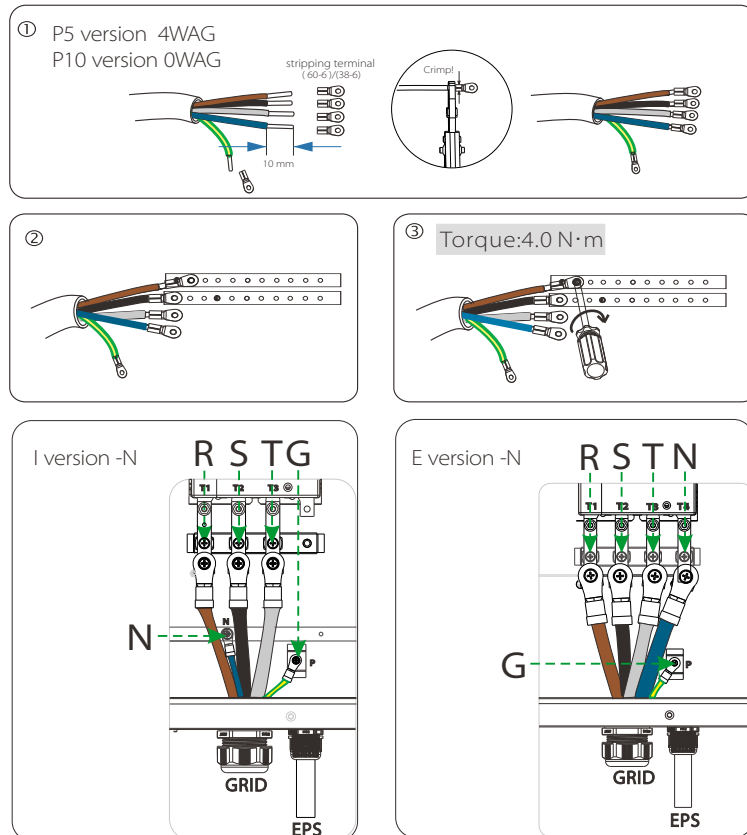 ①
P5 version 4WAG
P10 version 0WAG
stripping terminal
( 60-6 )/(38-6)
Crimp!
10 mm
②
③
Torque:4.0 N·m
I version -N
R S T G
T1 T2 T3
N
N
P
GRID
EPS
E version -N
R S T N
T1 T2 T3 T4
G
P
GRID
EPS